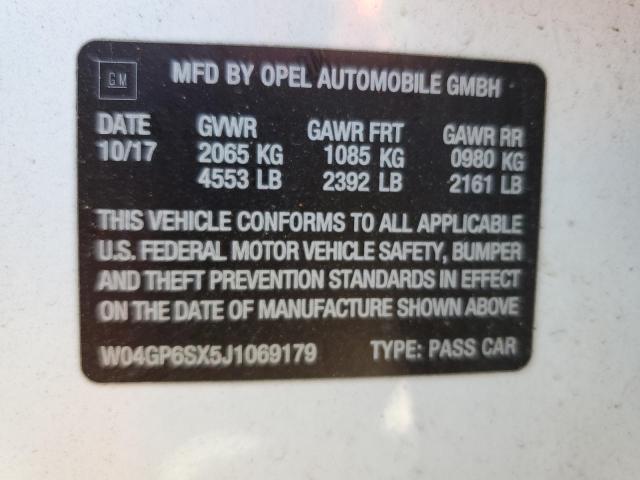 GM MFD BY OPEL AUTOMOBILE GMBH
DATE GVWR GAWR FRT GAWR RR
10/17 2065 KG 1085 KG 0980 KG
4553 LB 2392 LB 2161 LB
THIS VEHICLE CONFORMS TO ALL APPLICABLE
U.S. FEDERAL MOTOR VEHICLE SAFETY, BUMPER
AND THEFT PREVENTION STANDARDS IN EFFECT
ON THE DATE OF MANUFACTURE SHOWN ABOVE
W04GP6SX5J1069179 TYPE: PASS CAR